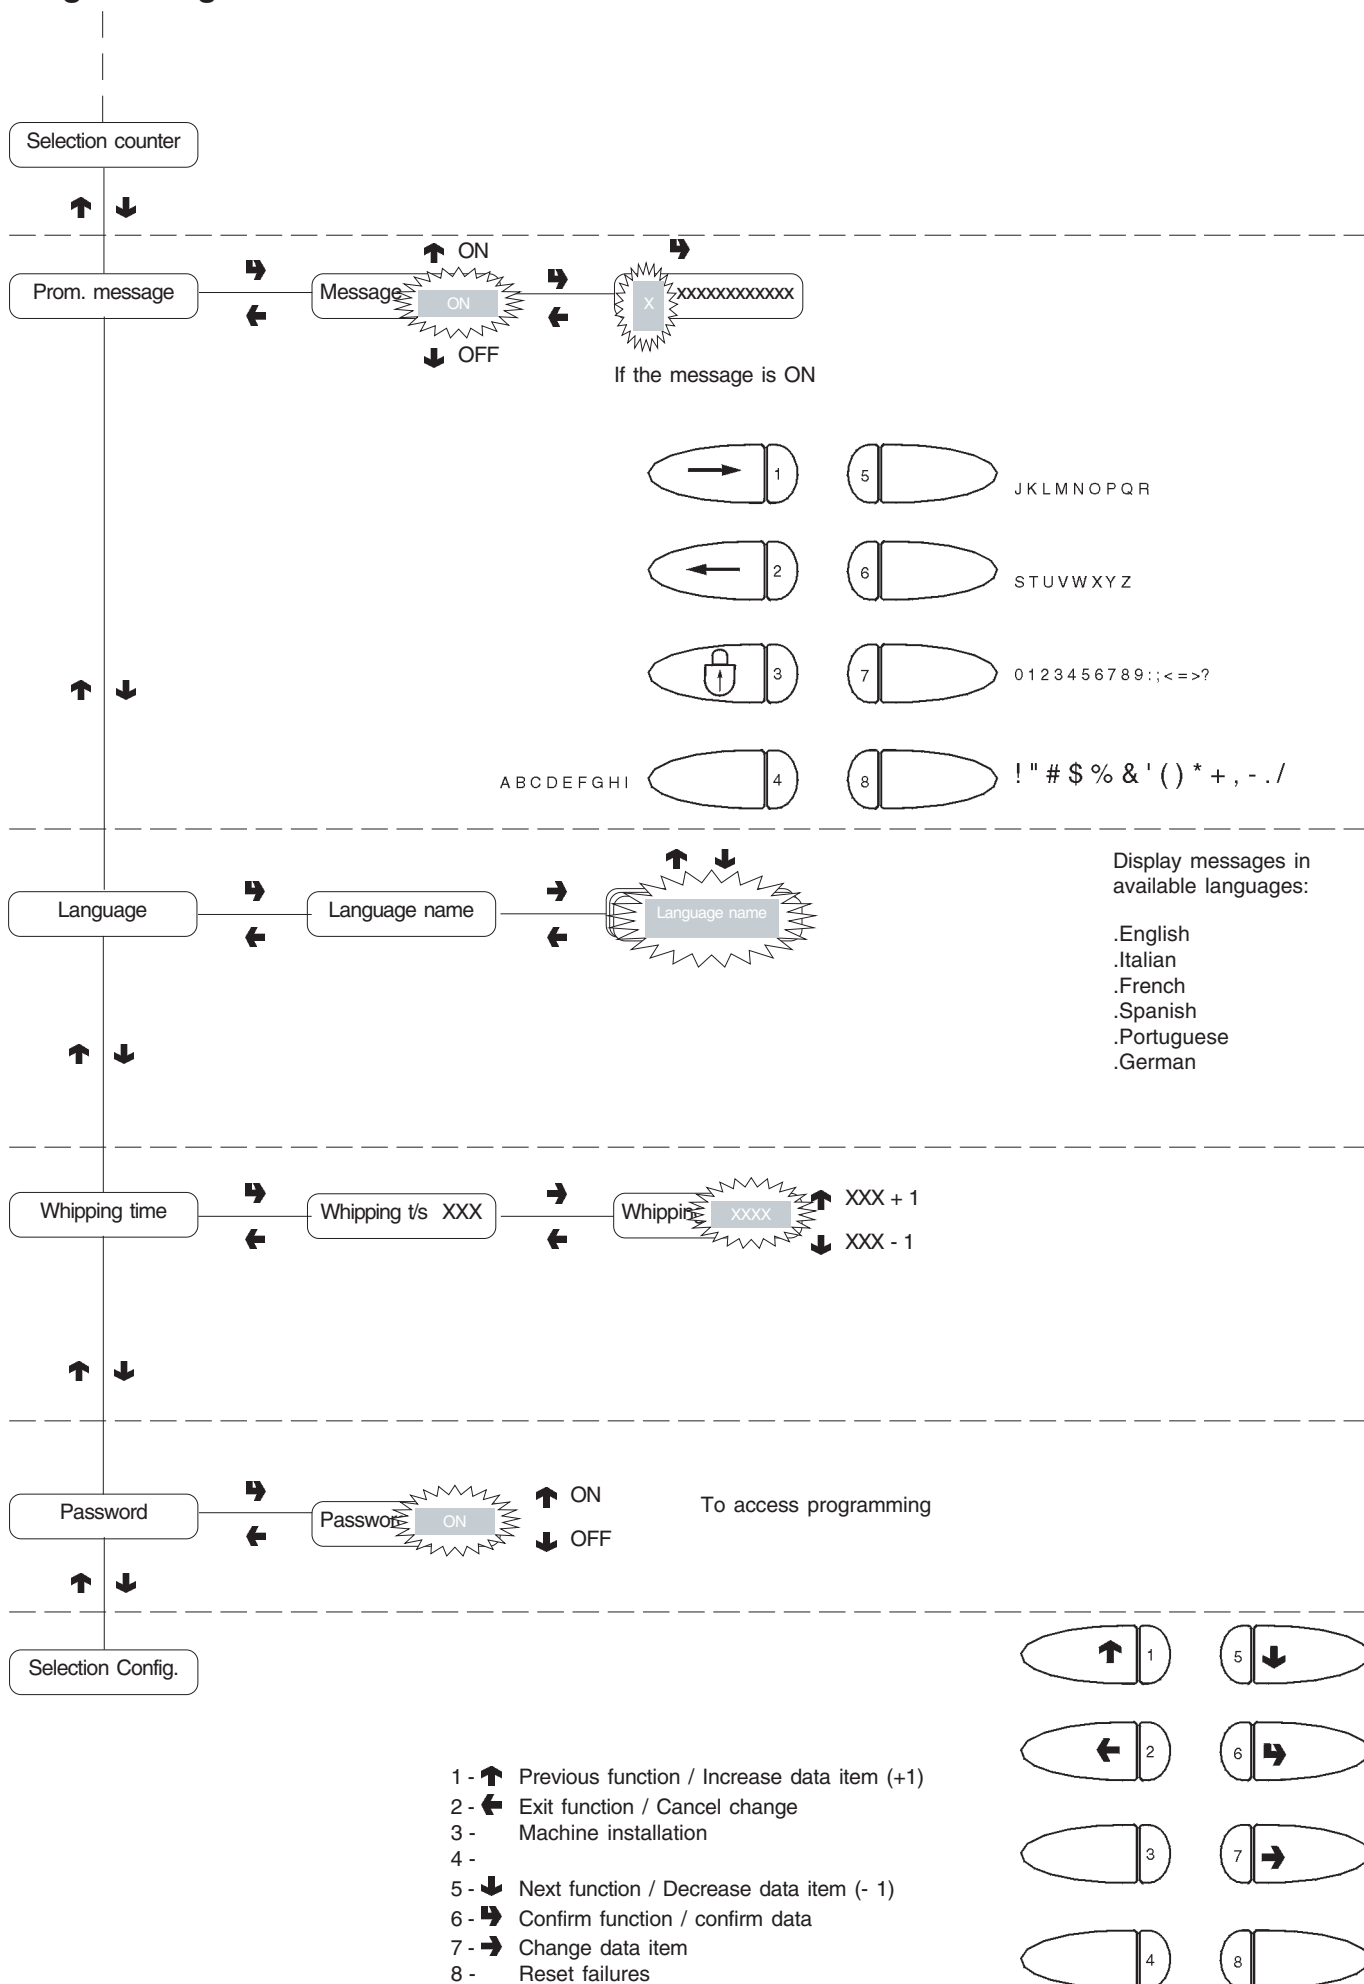 Selection counter
ON
Prom. message
Message
ON
X
XXXXXXXXXXXX
OFF
If the message is ON
1
5
JKLMNOPQR
2
6
STUVWXYZ
3
7
0123456789:;<=>?
ABCDEFGHI
4
8
!"#$%&'()*+,-./
Display messages in
available languages:
Language
Language name
Language name
.English
.Italian
.French
.Spanish
.Portuguese
.German
Whipping time
Whipping t/s XXX
Whippin
XXXX
XXX + 1
XXX - 1
Password
Passwor
ON
ON
OFF
To access programming
Selection Config.
1
5
2
6
3
7
4
8
1 - Previous function / Increase data item (+1)
2 - Exit function / Cancel change
3 - Machine installation
4 -
5 - Next function / Decrease data item (- 1)
6 - Confirm function / confirm data
7 - Change data item
8 - Reset failures